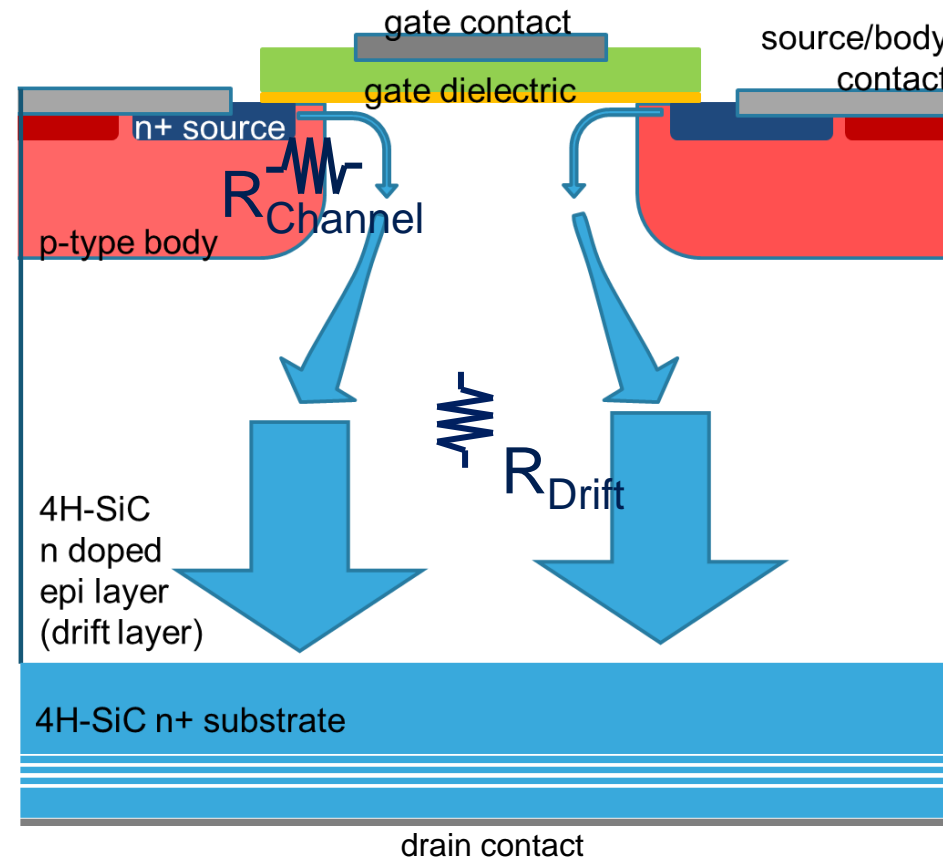 gate contact
source/body
contact
gate dielectric
n+ source
R Channel
p-type body
R Drift
4H-SiC
n doped
epi layer
(drift layer)
4H-SiC n+ substrate
drain contact